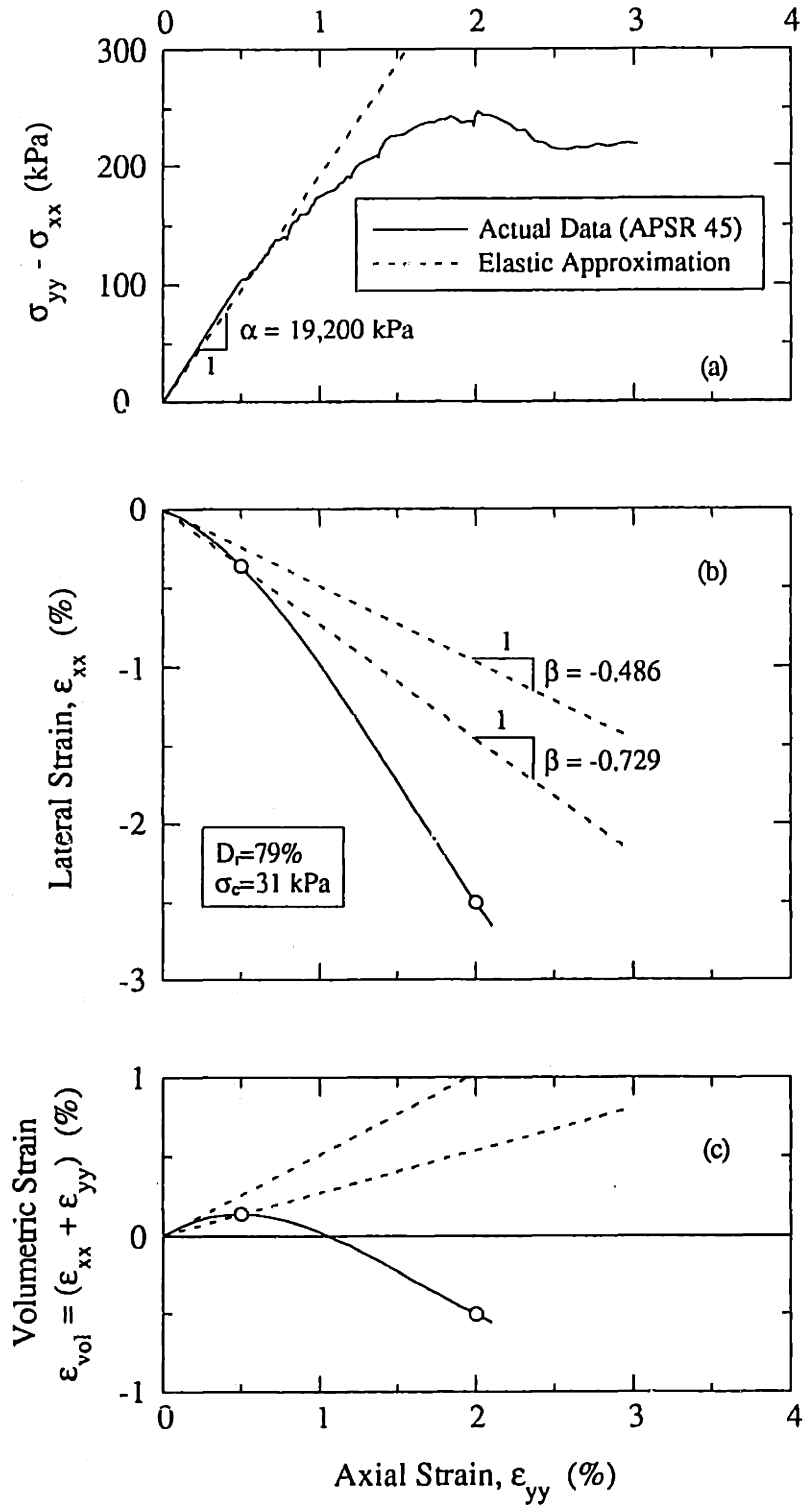 0 1 2 3 4
300
200
100
0
σyy - σxx (kPa)
Actual Data (APSR 45)
Elastic Approximation
α = 19,200 kPa
1
(a)
0
-1
-2
-3
Lateral Strain, εxx (%)
(b)
1
β = -0.486
1
β = -0.729
Dr=79%
σc=31 kPa
1
0
-1
Volumetric Strain
εvol = (εxx + εyy) (%)
(c)
0 1 2 3 4
Axial Strain, εyy (%)